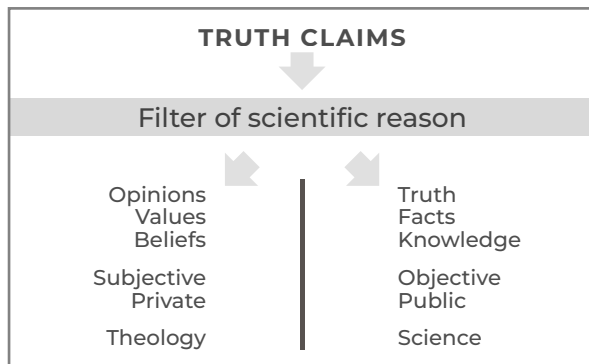 TRUTH CLAIMS
Filter of scientific reason
Opinions
Values
Beliefs
Subjective
Private
Theology
Truth
Facts
Knowledge
Objective
Public
Science